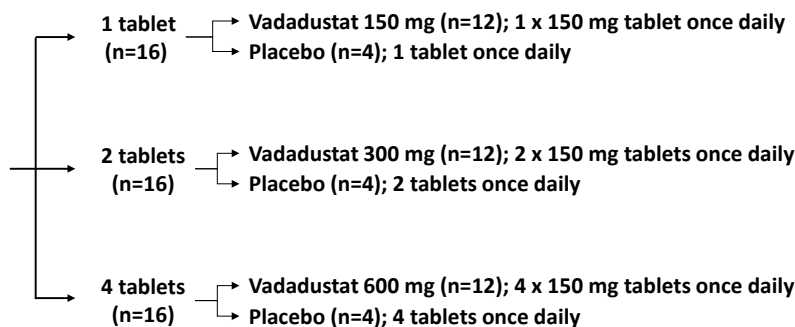 1 tablet
(n=16)
Vadadustat 150 mg (n=12); 1 x 150 mg tablet once daily
Placebo (n=4); 1 tablet once daily
2 tablets
(n=16)
Vadadustat 300 mg (n=12); 2 x 150 mg tablets once daily
Placebo (n=4); 2 tablets once daily
4 tablets
(n=16)
Vadadustat 600 mg (n=12); 4 x 150 mg tablets once daily
Placebo (n=4); 4 tablets once daily